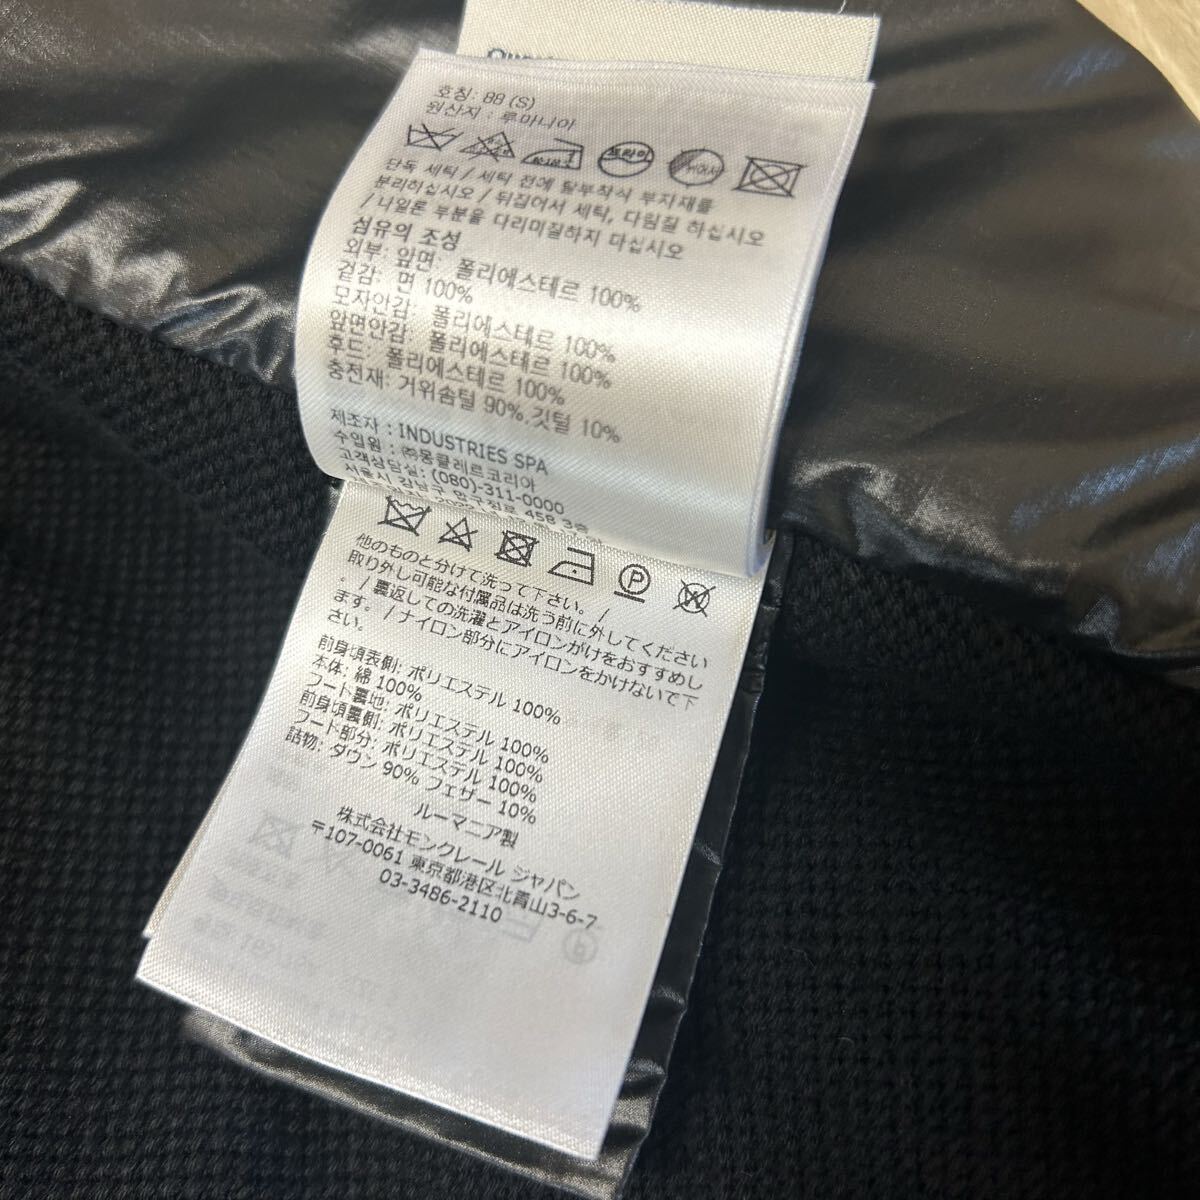 호칭: 88 (S)
원산지 : 루마니아
드라이
단독 세탁 / 세탁 전에 탈부착식 부자재를
분리하십시오 / 뒤집어서 세탁, 다림질 하십시오
/ 나일론 부분을 다리미질하지 마십시오
섬유의 조성
외부: 앞면: 폴리에스테르 100%
겉감: 면 100%
모자안감: 폴리에스테르 100%
앞면안감: 폴리에스테르 100%
후드: 폴리에스테르 100%
충전재: 거위솜털 90%,깃털 10%
제조자 : INDUSTRIES SPA
수입원 : ㈜몽클레르코리아
고객상담실: (080)-311-0000
서울시 강남구 압구정로 458 3층
P W
他のものと分けて洗って下さい。/
取り外し可能な付属品は洗う前に外してください
。/ 裏返しての洗濯とアイロンがけをおすすめし
ます。/ ナイロン部分にアイロンをかけないで下
さい。
前身頃表側: ポリエステル 100%
本体: 綿 100%
フード裏地: ポリエステル 100%
前身頃裏側: ポリエステル 100%
フード部分: ポリエステル 100%
詰物: ダウン 90% フェザー 10%
ルーマニア製
株式会社モンクレール ジャパン
〒107-0061 東京都港区北青山3-6-7
03-3486-2110